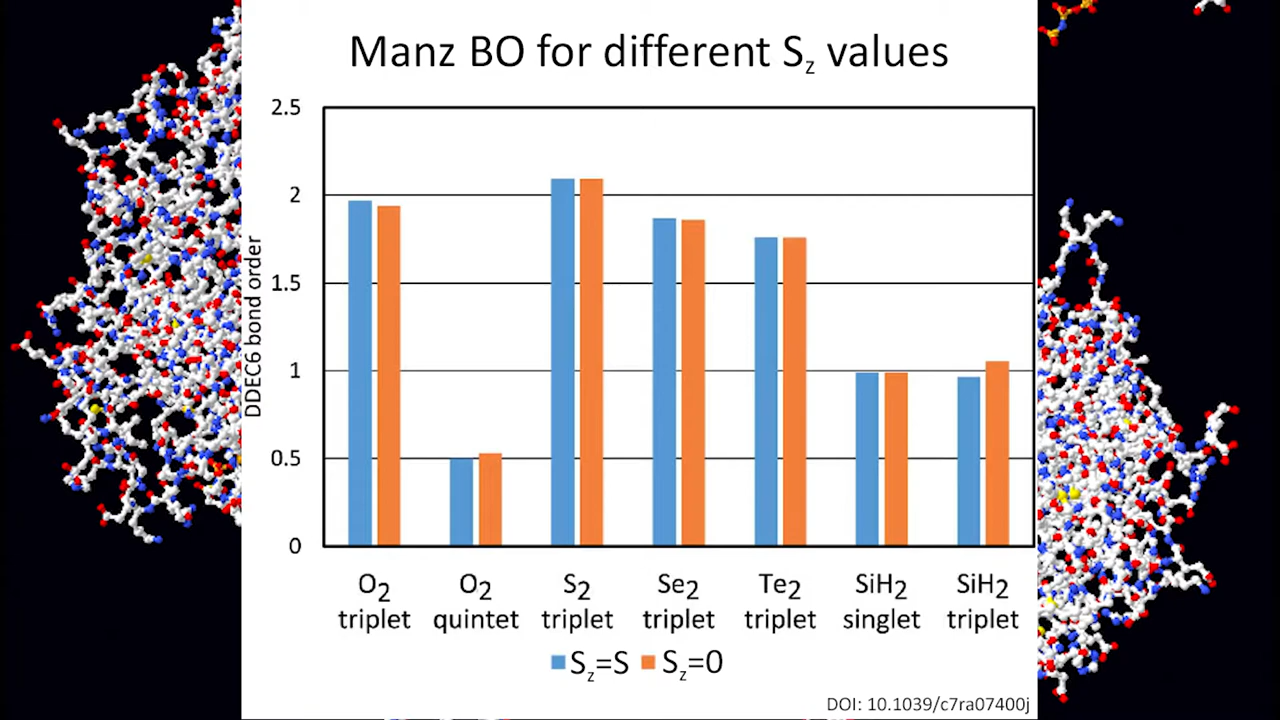 Manz BO for different Sz values
2.5
2
1.5
1
0.5
0
DDEC6 bond order
O2 triplet
O2 quintet
S2 triplet
Se2 triplet
Te2 triplet
SiH2 singlet
SiH2 triplet
Sz=S Sz=0
DOI: 10.1039/c7ra07400j